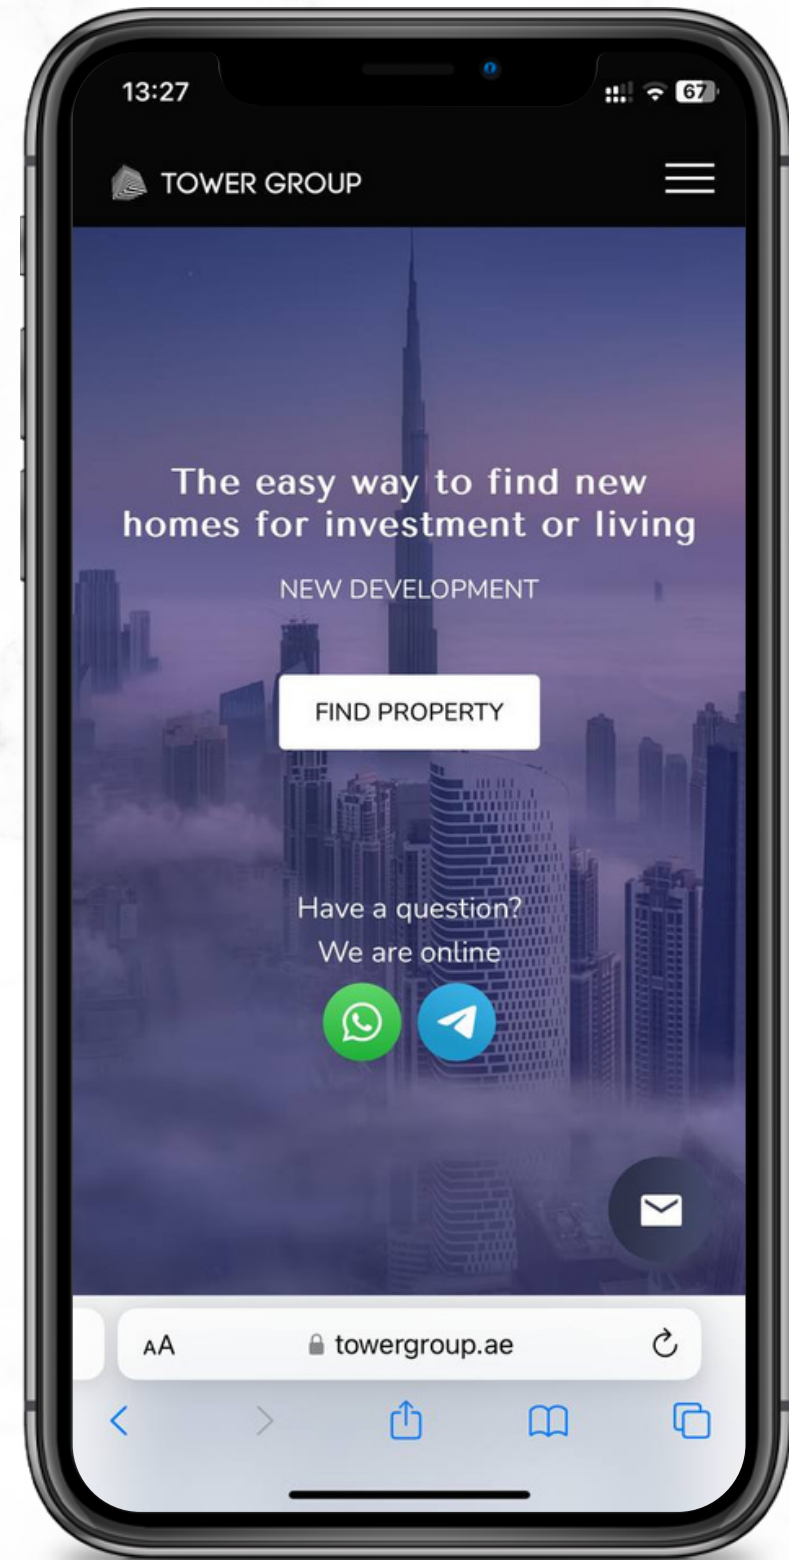 13:27
67
TOWER GROUP
The easy way to find new
homes for investment or living
NEW DEVELOPMENT
FIND PROPERTY
Have a question?
We are online
AA
towergroup.ae